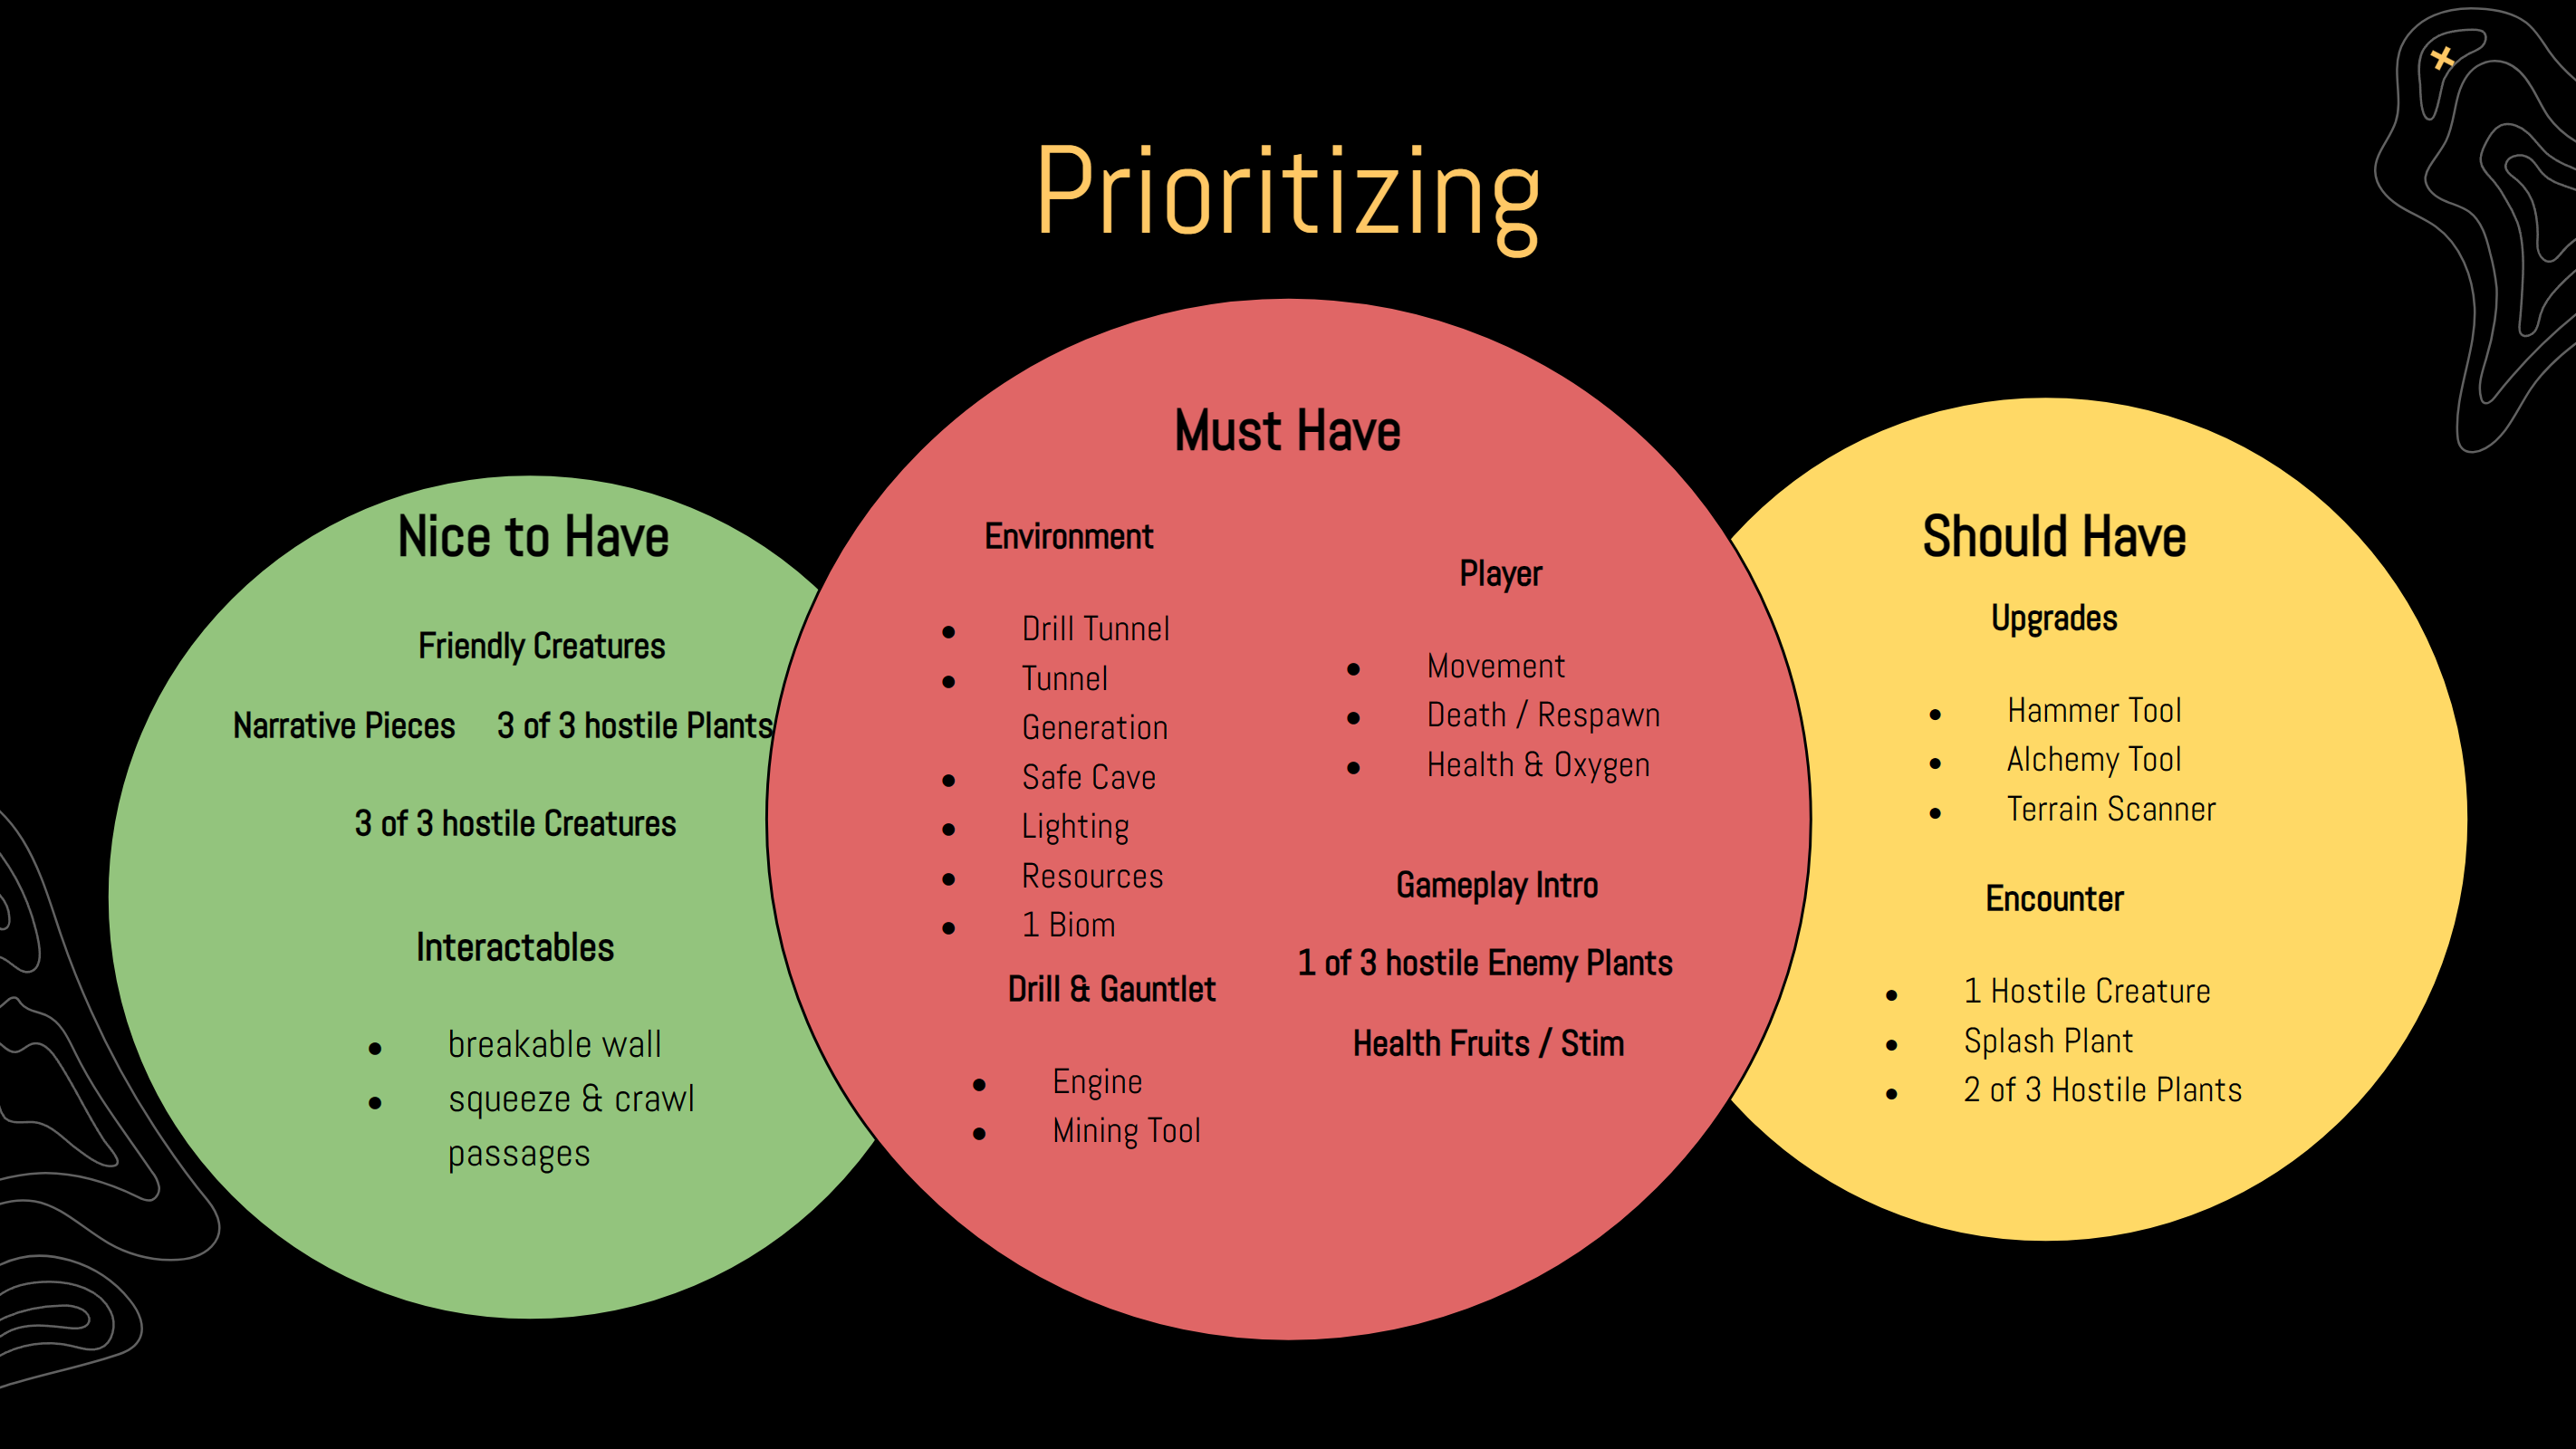 Prioritizing
Nice to Have
Friendly Creatures
Narrative Pieces
3 of 3 hostile Plants
3 of 3 hostile Creatures
Interactables
● breakable wall
● squeeze & crawl
passages
Must Have
Environment
● Drill Tunnel
● Tunnel
Generation
● Safe Cave
● Lighting
● Resources
● 1 Biom
Drill & Gauntlet
● Engine
● Mining Tool
Player
● Movement
● Death / Respawn
● Health & Oxygen
Gameplay Intro
1 of 3 hostile Enemy Plants
Health Fruits / Stim
Should Have
Upgrades
● Hammer Tool
● Alchemy Tool
● Terrain Scanner
Encounter
● 1 Hostile Creature
● Splash Plant
● 2 of 3 Hostile Plants